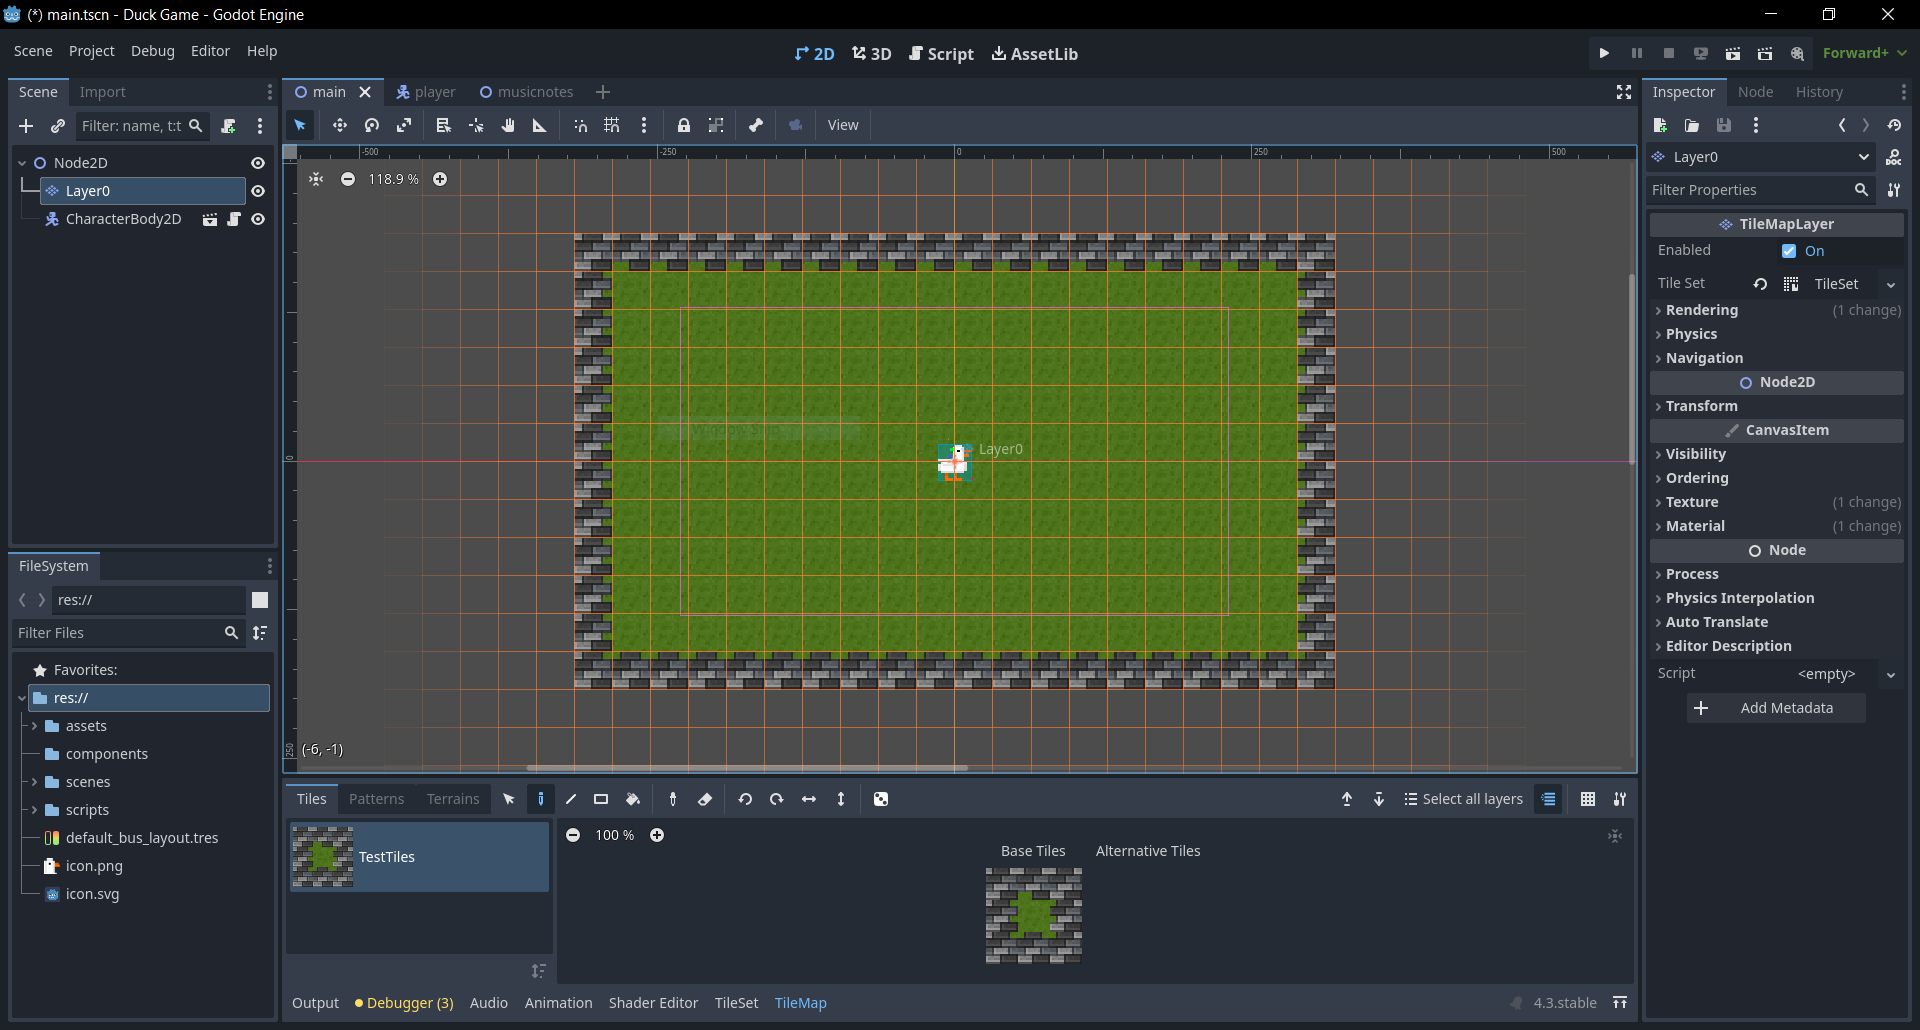 (*) main.tscn - Duck Game - Godot Engine
Scene Project Debug Editor Help
2D 3D Script AssetLib
Forward+
Scene Import
Filter: name, t:t
Node2D
Layer0
CharacterBody2D
FileSystem
res://
Filter Files
Favorites:
res://
assets
components
scenes
scripts
default_bus_layout.tres
icon.png
icon.svg
main player musicnotes
View
-500 -250 0 250 500
118.9 %
0
250
Layer0
(-6, -1)
Tiles Patterns Terrains
Select all layers
TestTiles
100 %
Base Tiles Alternative Tiles
Output Debugger (3) Audio Animation Shader Editor TileSet TileMap
4.3.stable
Inspector Node History
Layer0
DOC
Filter Properties
TileMapLayer
Enabled On
Tile Set TileSet
Rendering (1 change)
Physics
Navigation
Node2D
Transform
CanvasItem
Visibility
Ordering
Texture (1 change)
Material (1 change)
Node
Process
Physics Interpolation
Auto Translate
Editor Description
Script <empty>
Add Metadata